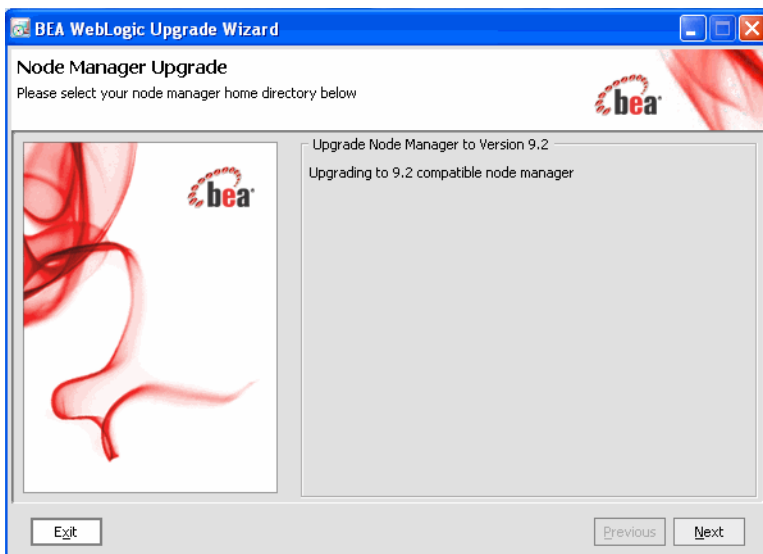 BEA WebLogic Upgrade Wizard
Node Manager Upgrade
Please select your node manager home directory below
bea
bea
Upgrade Node Manager to Version 9.2
Upgrading to 9.2 compatible node manager
Exit
Previous
Next